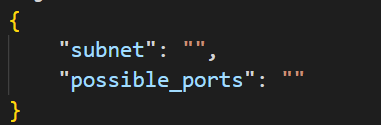 {
"subnet": "",
"possible_ports": ""
}